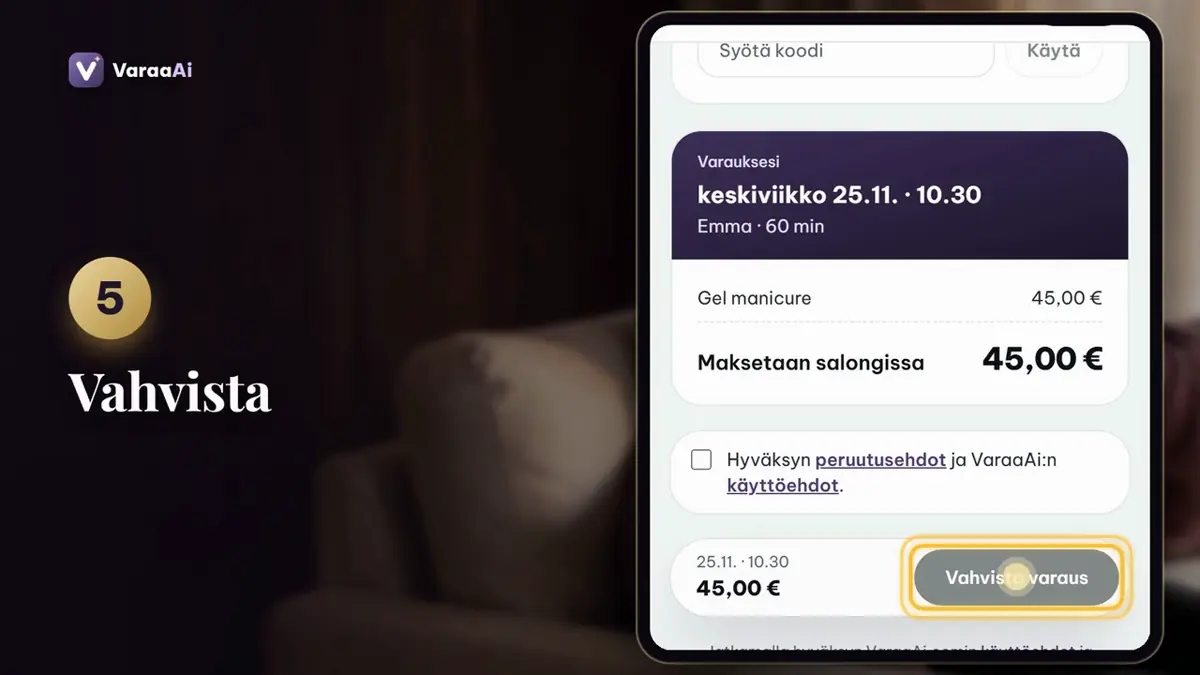 VaraaAi
5
Vahvista
Syötä koodi
Käytä
Varauksesi
keskiviikko 25.11. · 10.30
Emma · 60 min
Gel manicure
45,00 €
Maksetaan salongissa
45,00 €
Hyväksyn peruutusehdot ja VaraaAi:n
käyttöehdot.
25.11. · 10.30
45,00 €
Vahvista varaus